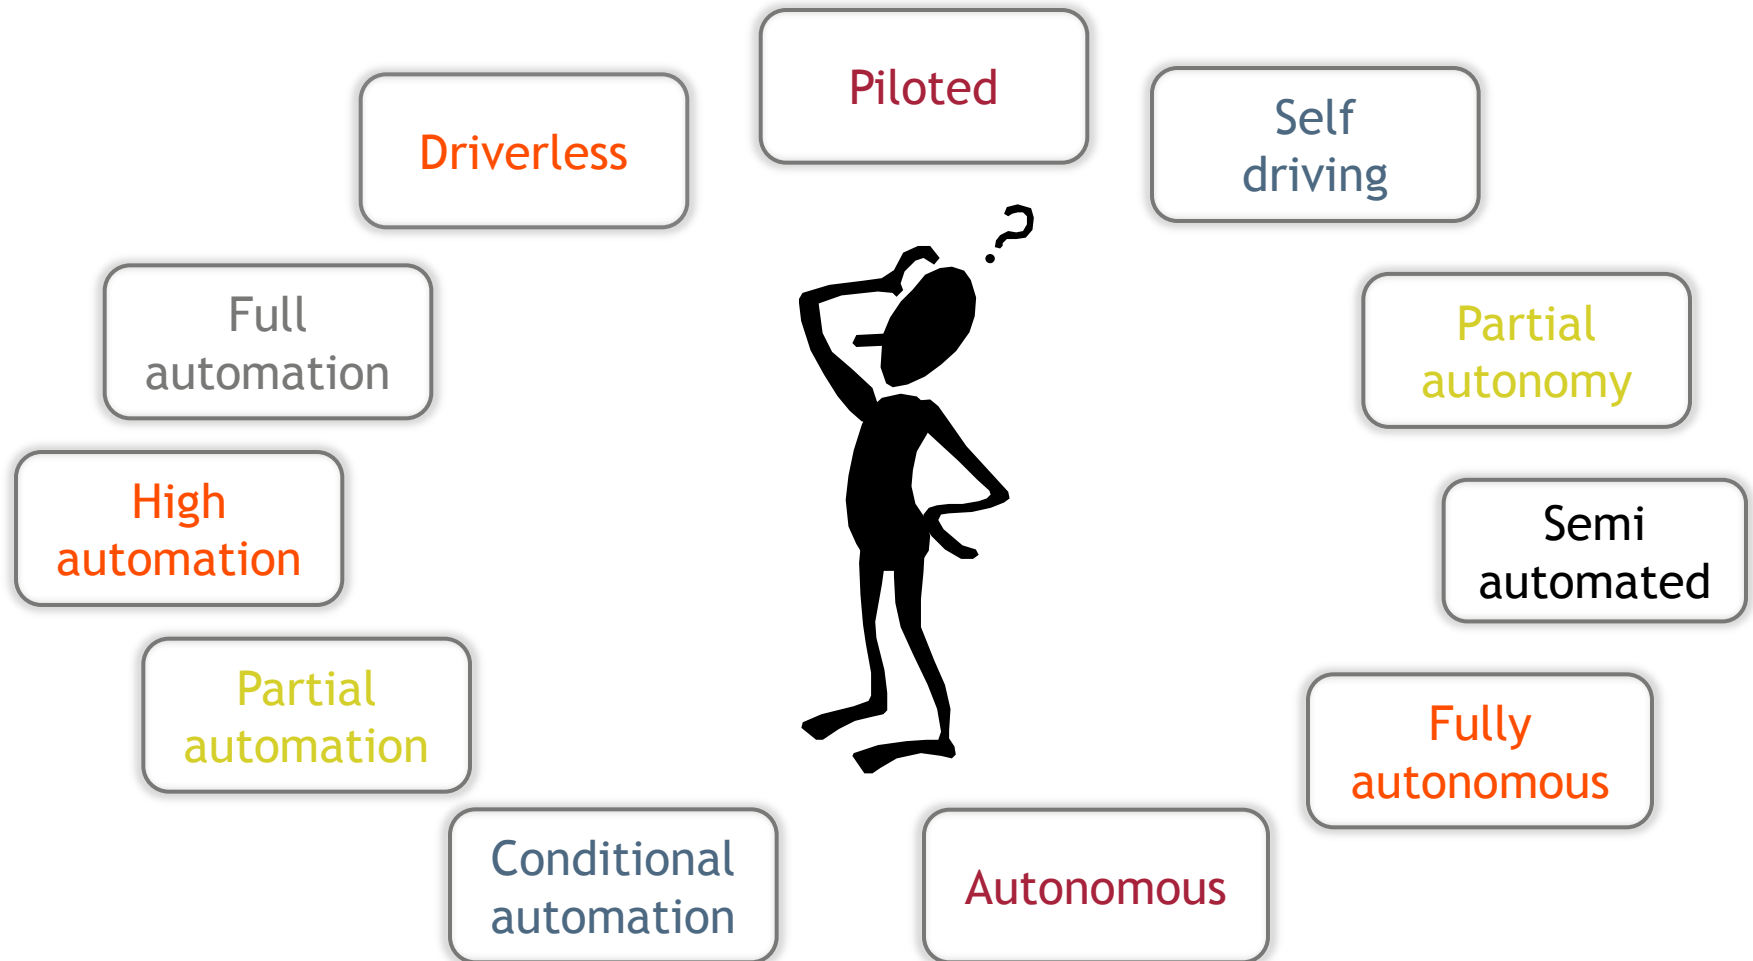 Piloted
Self
driving
Driverless
Partial
autonomy
Full
automation
High
automation
Semi
automated
Partial
automation
Fully
autonomous
Conditional
automation
Autonomous
?